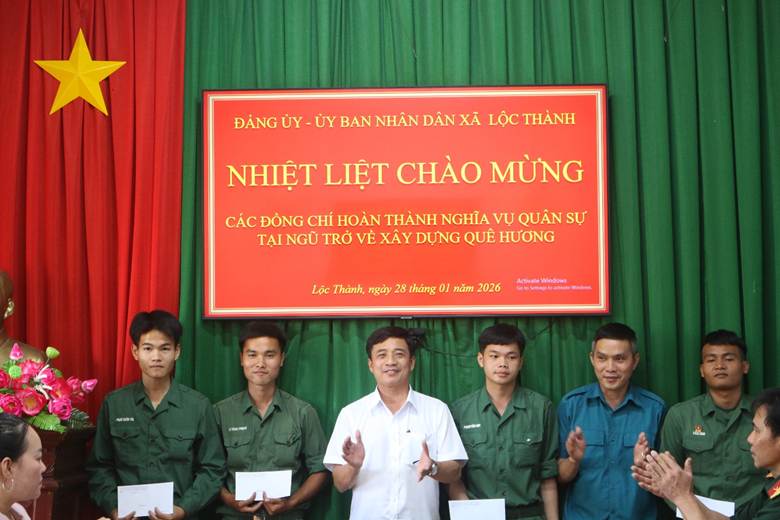 ĐẢNG ỦY - ỦY BAN NHÂN DÂN XÃ LỘC THÀNH
NHIỆT LIỆT CHÀO MỪNG
CÁC ĐỒNG CHÍ HOÀN THÀNH NGHĨA VỤ QUÂN SỰ
TẠI NGŨ TRỞ VỀ XÂY DỰNG QUÊ HƯƠNG
Lộc Thành, ngày 28 tháng 01 năm 2026
Activate Windows
Go to Settings to activate Windows.